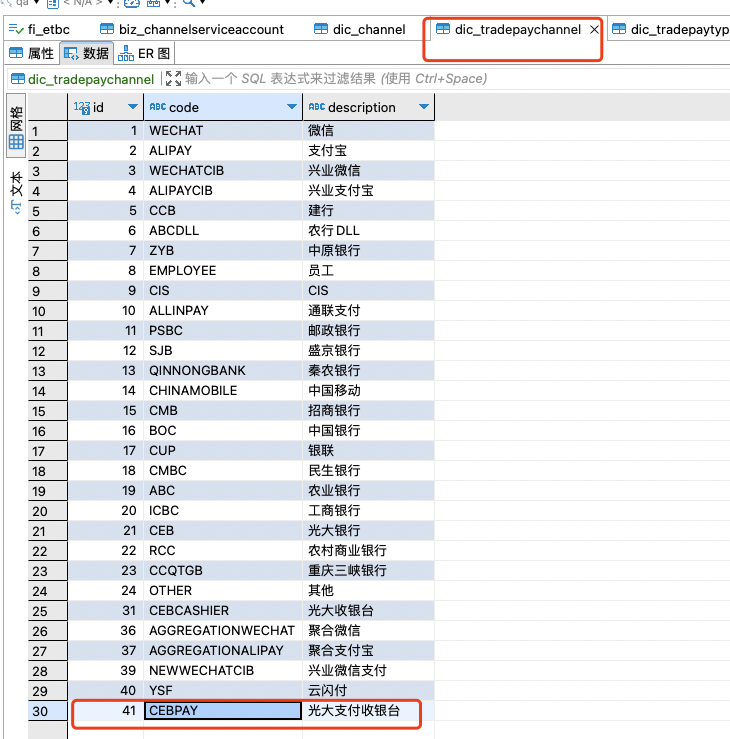 qa < N/A >
fi_etbc biz_channelserviceaccount dic_channel dic_tradepaychannel dic_tradepaytyp
属性 数据 ER 图
dic_tradepaychannel 输入一个 SQL 表达式来过滤结果 (使用 Ctrl+Space)
网格
文本
123 id ABC code ABC description
1 1 WECHAT 微信
2 2 ALIPAY 支付宝
3 3 WECHATCIB 兴业微信
4 4 ALIPAYCIB 兴业支付宝
5 5 CCB 建行
6 6 ABCDLL 农行DLL
7 7 ZYB 中原银行
8 8 EMPLOYEE 员工
9 9 CIS CIS
10 10 ALLINPAY 通联支付
11 11 PSBC 邮政银行
12 12 SJB 盛京银行
13 13 QINNONGBANK 秦农银行
14 14 CHINAMOBILE 中国移动
15 15 CMB 招商银行
16 16 BOC 中国银行
17 17 CUP 银联
18 18 CMBC 民生银行
19 19 ABC 农业银行
20 20 ICBC 工商银行
21 21 CEB 光大银行
22 22 RCC 农村商业银行
23 23 CCQTGB 重庆三峡银行
24 24 OTHER 其他
25 31 CEBCASHIER 光大收银台
26 36 AGGREGATIONWECHAT 聚合微信
27 37 AGGREGATIONALIPAY 聚合支付宝
28 39 NEWWECHATCIB 兴业微信支付
29 40 YSF 云闪付
30 41 CEBPAY 光大支付收银台